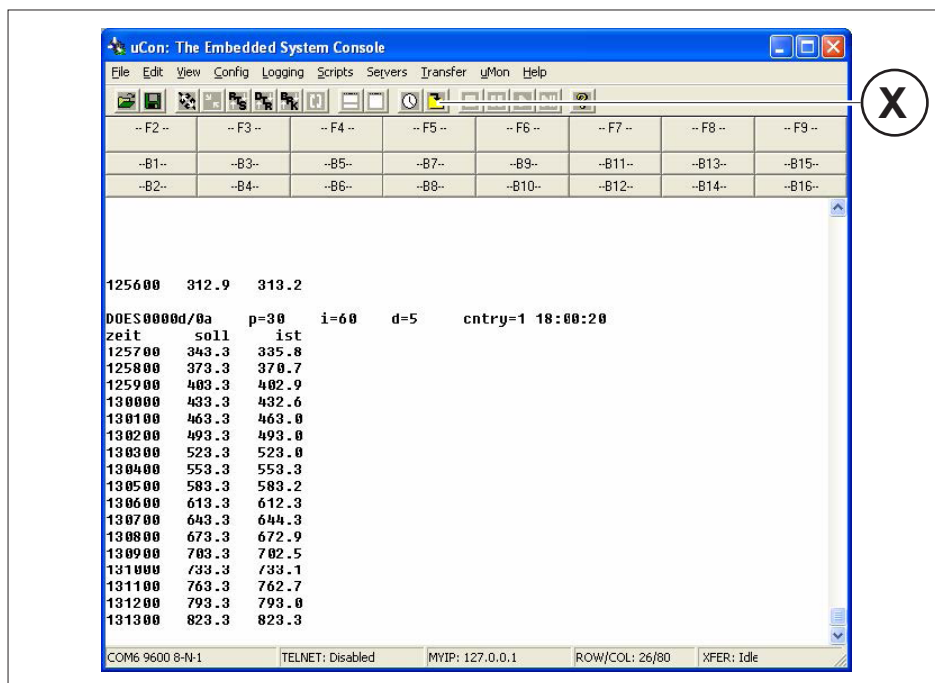 uCon: The Embedded System Console
File Edit View Config Logging Scripts Servers Transfer uMon Help
RTS DTR BRK
X
-- F2 -- -- F3 -- -- F4 -- -- F5 -- -- F6 -- -- F7 -- -- F8 -- -- F9 --
--B1-- --B3-- --B5-- --B7-- --B9-- --B11-- --B13-- --B15--
--B2-- --B4-- --B6-- --B8-- --B10-- --B12-- --B14-- --B16--
125600 312.9 313.2
DOES0000d/0a p=30 i=60 d=5 cntry=1 18:00:20
zeit soll ist
125700 343.3 335.8
125800 373.3 370.7
125900 403.3 402.9
130000 433.3 432.6
130100 463.3 463.0
130200 493.3 493.0
130300 523.3 523.0
130400 553.3 553.3
130500 583.3 583.2
130600 613.3 612.3
130700 643.3 644.3
130800 673.3 672.9
130900 703.3 702.5
131000 733.3 733.1
131100 763.3 762.7
131200 793.3 793.0
131300 823.3 823.3
COM6 9600 8-N-1 TELNET: Disabled MYIP: 127.0.0.1 ROW/COL: 26/80 XFER: Idle